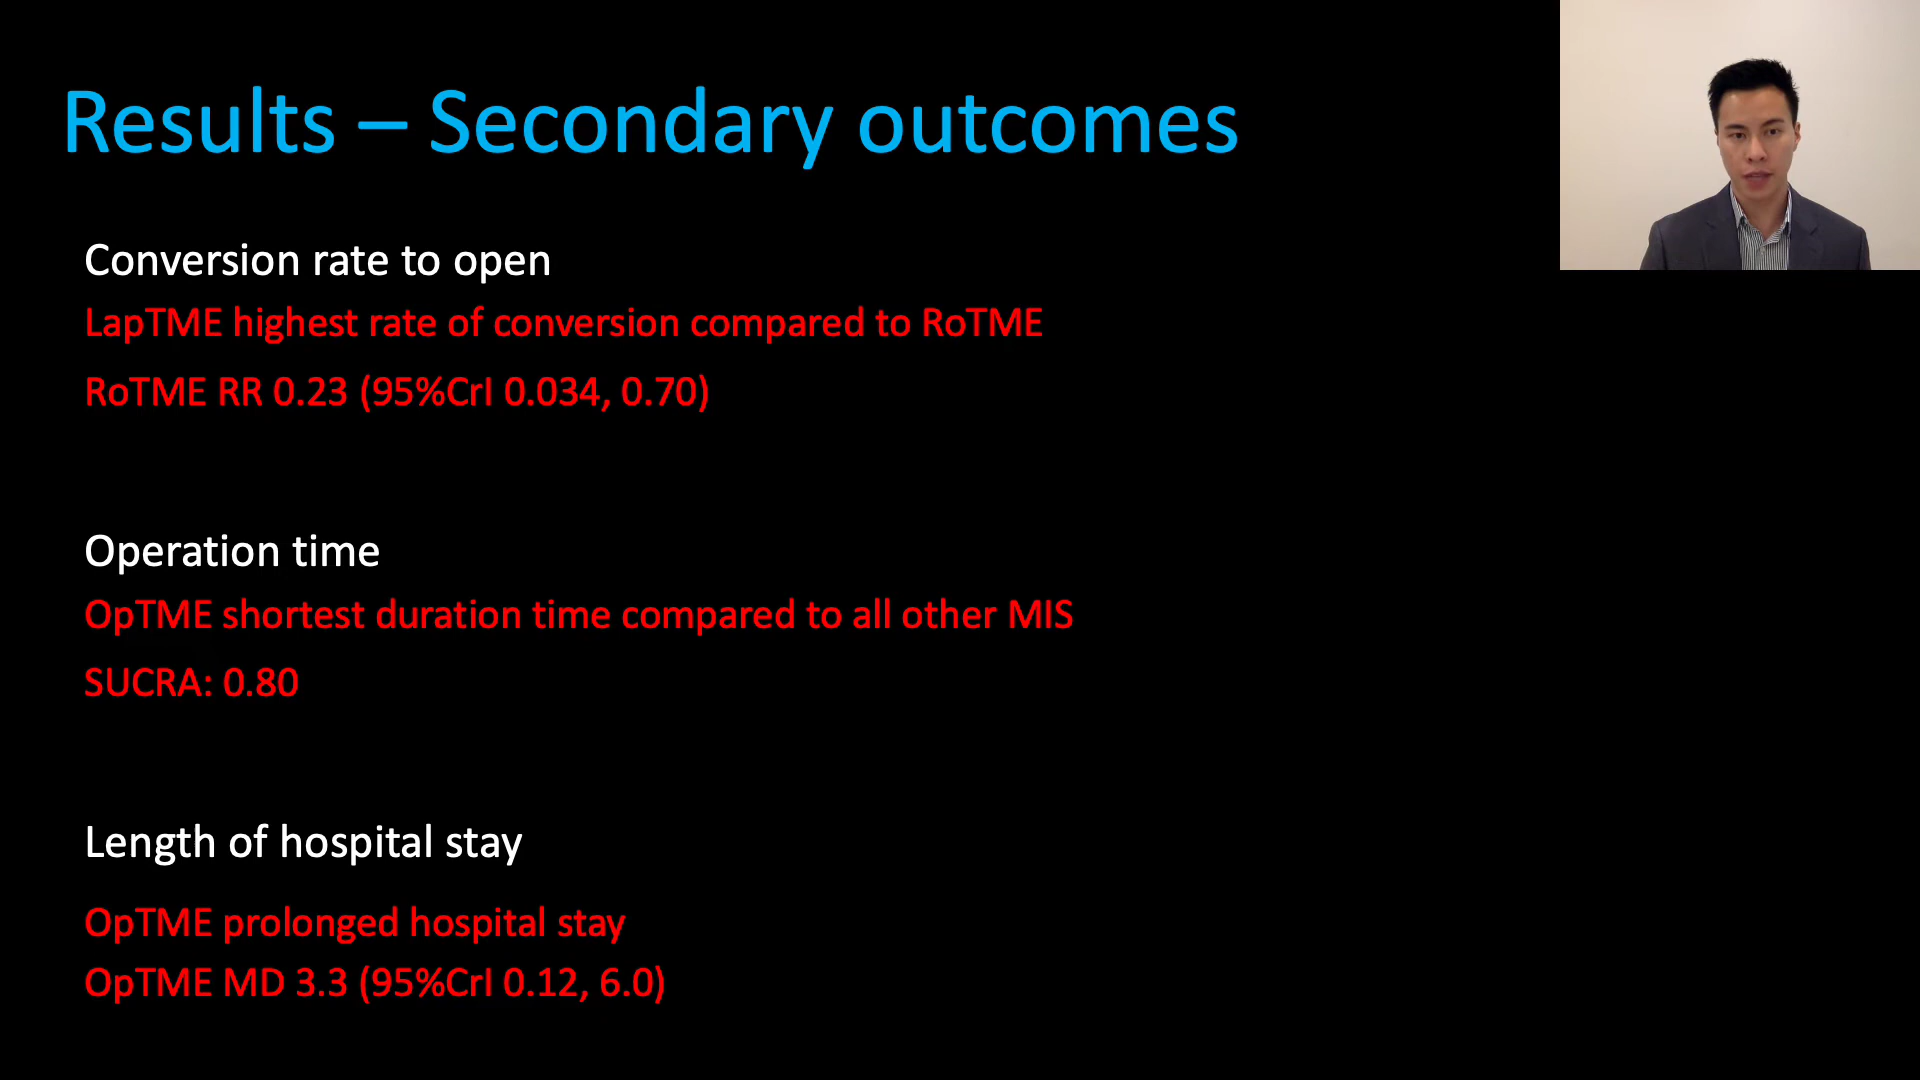 Results – Secondary outcomes
Conversion rate to open
LapTME highest rate of conversion compared to RoTME
RoTME RR 0.23 (95%CrI 0.034, 0.70)
Operation time
OpTME shortest duration time compared to all other MIS
SUCRA: 0.80
Length of hospital stay
OpTME prolonged hospital stay
OpTME MD 3.3 (95%CrI 0.12, 6.0)